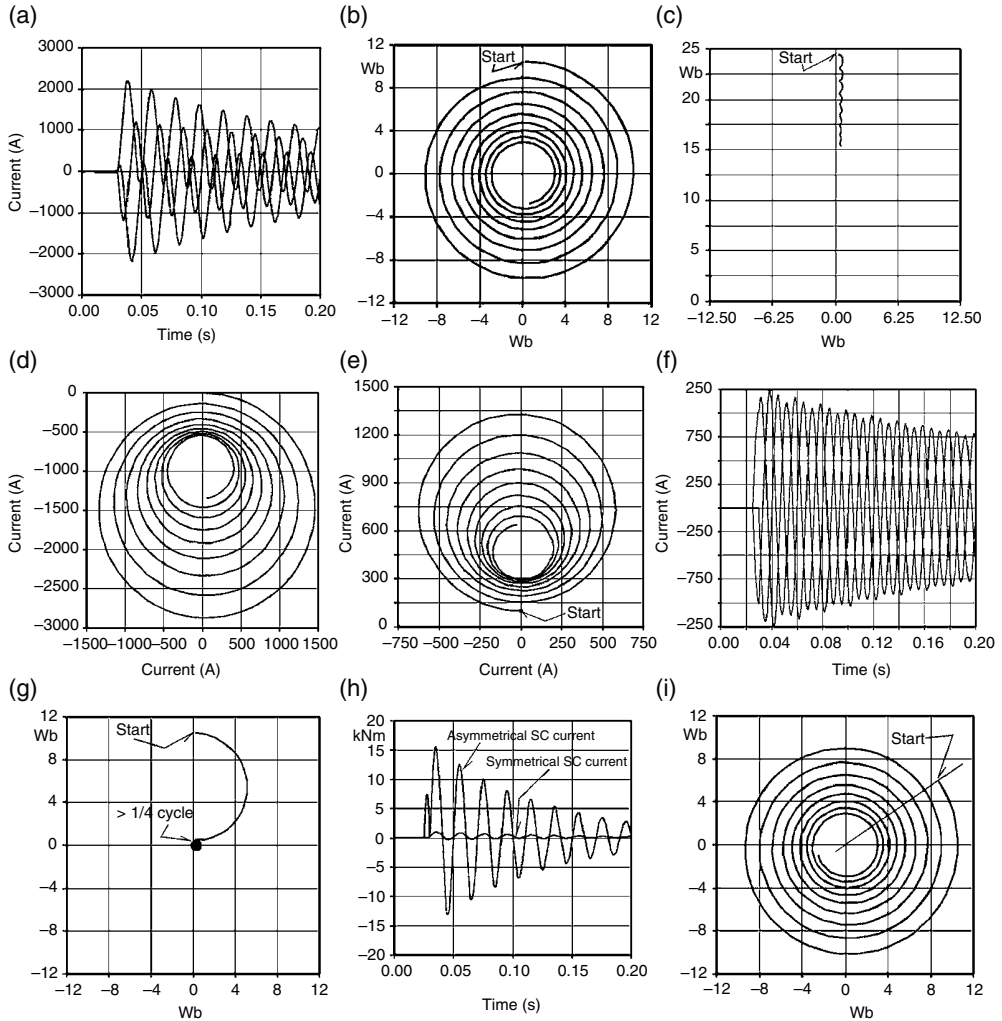 (a)
3000
2000
1000
0
–1000
–2000
–3000
Current (A)
0.00 0.05 0.10 0.15 0.20
Time (s)
(b)
12
Wb
8
4
0
–4
–8
–12
Start
–12 –8 –4 0 4 8 12
Wb
(c)
25
Wb
20
15
10
5
0
Start
–12.50 –6.25 0.00 6.25 12.50
Wb
(d)
0
–500
–1000
–1500
–2000
–2500
–3000
Current (A)
–1500 –1000 –500 0 500 1000 1500
Current (A)
(e)
1500
1300
900
600
300
0
Current (A)
Start
–750 –500 –250 0 250 500 750
Current (A)
(f)
250
750
250
–250
–750
–250
Current (A)
0.00 0.04 0.08 0.12 0.16 0.20
Time (s)
(g)
12
Wb
8
4
0
–4
–8
–12
Start
> 1/4 cycle
–12 –8 –4 0 4 8 12
Wb
(h)
20
kNm
15
10
5
0
–5
–10
–15
–20
Asymmetrical SC current
Symmetrical SC current
0.00 0.05 0.10 0.15 0.20
Time (s)
(i)
12
Wb
8
4
0
–4
–8
–12
Start
–12 –8 –4 0 4 8 12
Wb